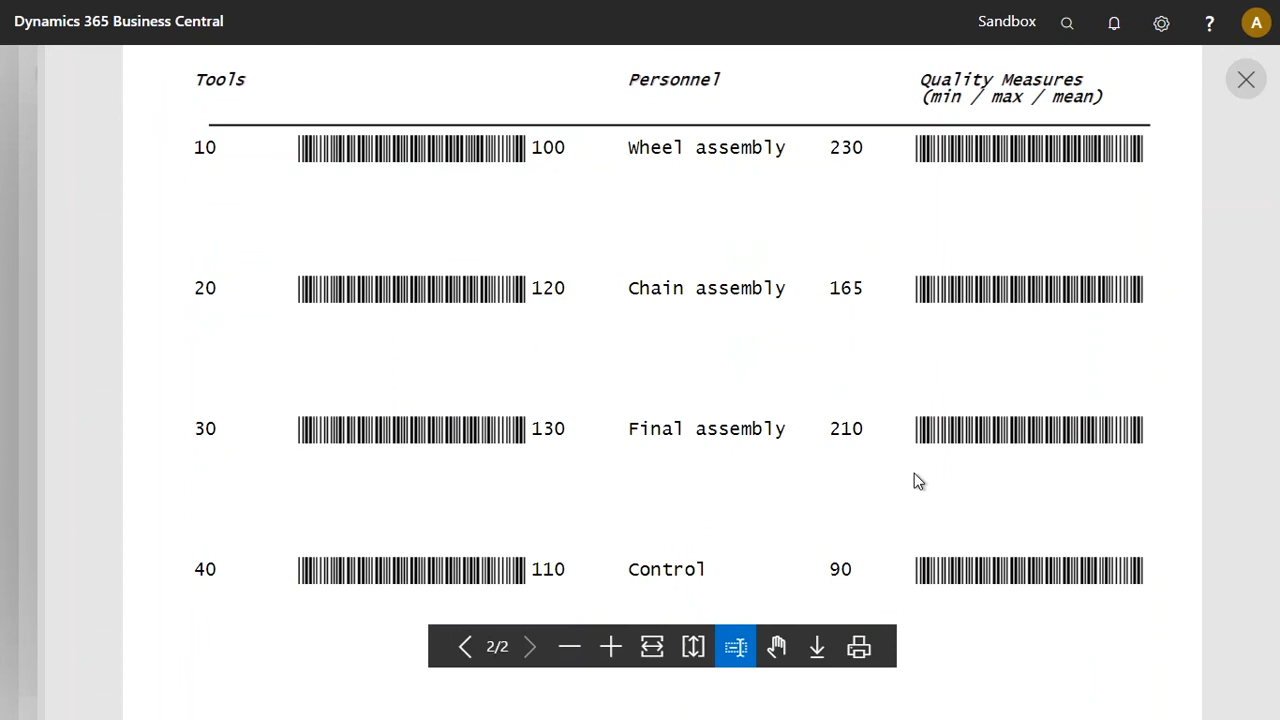 Dynamics 365 Business Central
Sandbox
?
A
Tools Personnel Quality Measures
(min / max / mean)
10 100 Wheel assembly 230
20 120 Chain assembly 165
30 130 Final assembly 210
40 110 Control 90
2/2